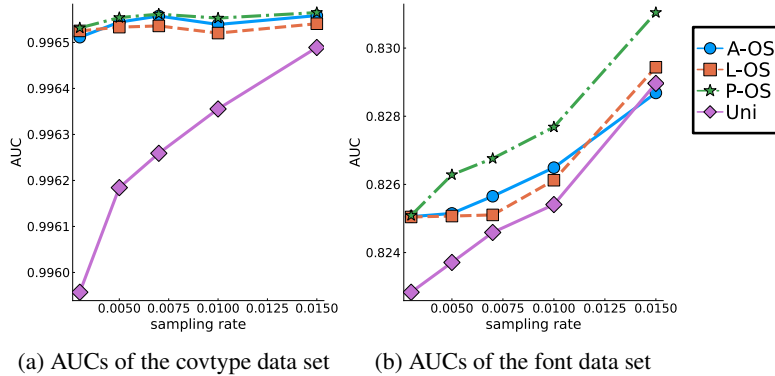 0.9965
0.9964
0.9963
0.9962
0.9961
0.9960
AUC
0.0050
0.0075
0.0100
0.0125
0.0150
sampling rate
(a) AUCs of the covtype data set
0.830
0.828
0.826
0.824
AUC
0.0050
0.0075
0.0100
0.0125
0.0150
sampling rate
(b) AUCs of the font data set
A-OS
L-OS
P-OS
Uni